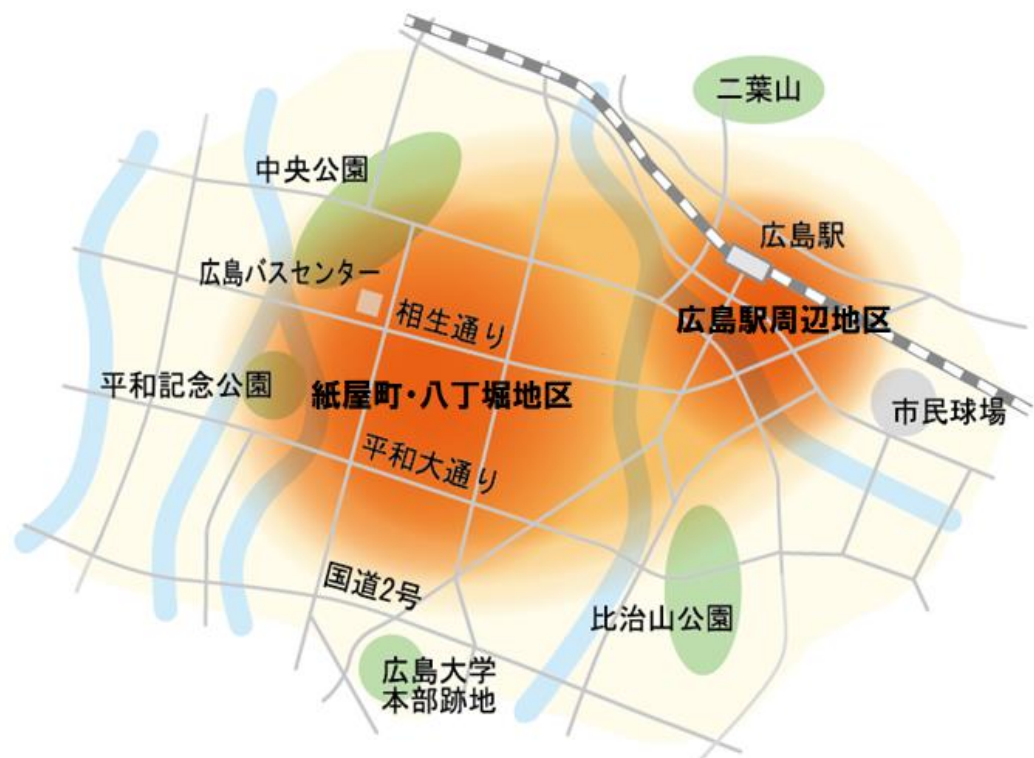 二葉山
中央公園
広島駅
広島バスセンター
相生通り
広島駅周辺地区
平和記念公園
紙屋町・八丁堀地区
市民球場
平和大通り
国道2号
比治山公園
広島大学
本部跡地